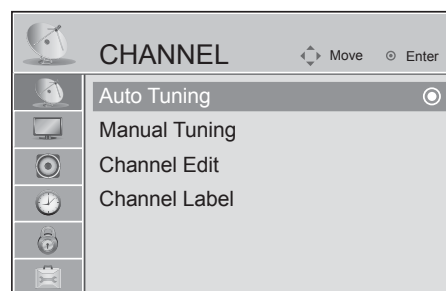 CHANNEL Move Enter
Auto Tuning
Manual Tuning
Channel Edit
Channel Label